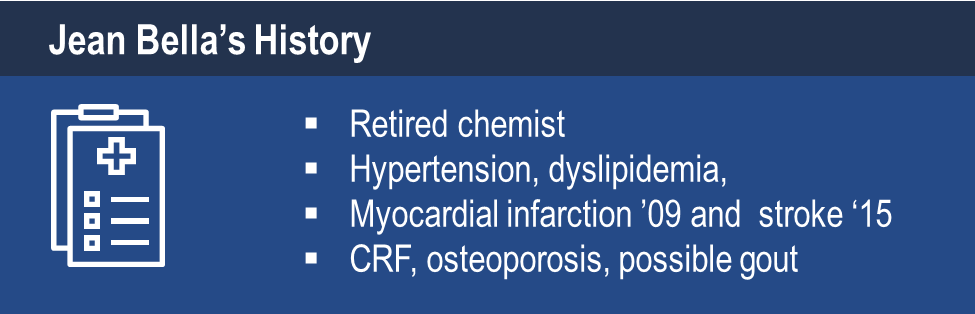 Jean Bella’s History
▪ Retired chemist
▪ Hypertension, dyslipidemia,
▪ Myocardial infarction ’09 and  stroke ‘15
▪ CRF, osteoporosis, possible gout